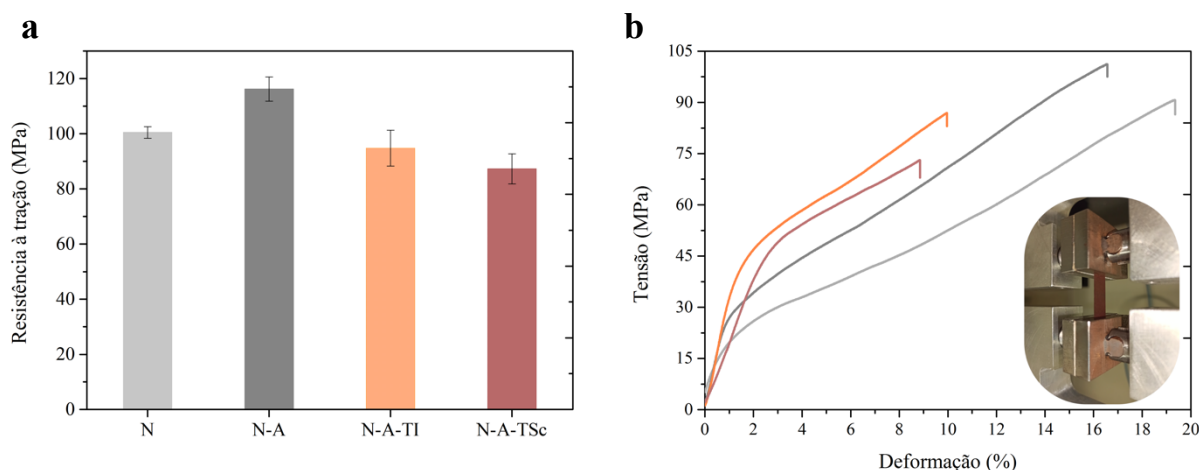 a
Resistência à tração (MPa)
120
100
80
60
40
20
0
N
N-A
N-A-TI
N-A-TSc
b
Tensão (MPa)
105
90
75
60
45
30
15
0
0 2 4 6 8 10 12 14 16 18 20
Deformação (%)